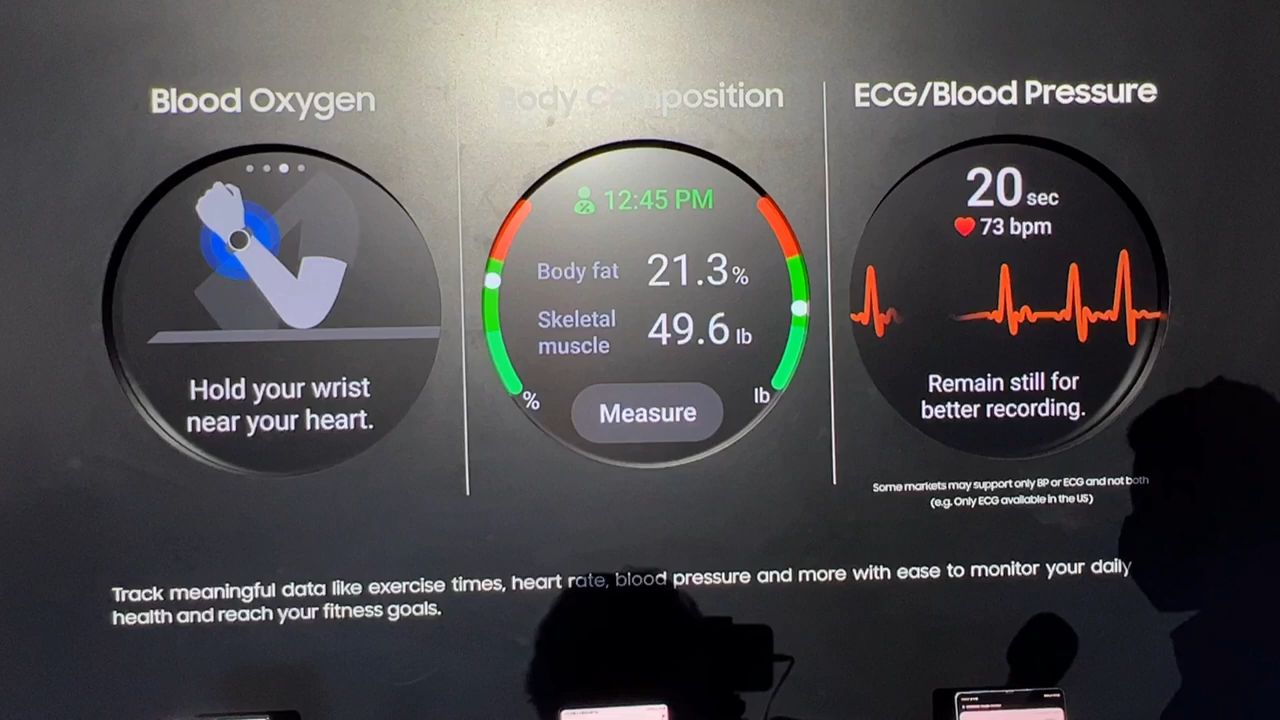 Blood Oxygen
Hold your wrist
near your heart.
Body Composition
12:45 PM
Body fat 21.3%
Skeletal
muscle 49.6 lb
% lb
Measure
ECG/Blood Pressure
20 sec
73 bpm
Remain still for
better recording.
Some markets may support only BP or ECG and not both
(e.g. Only ECG available in the US)
Track meaningful data like exercise times, heart rate, blood pressure and more with ease to monitor your daily
health and reach your fitness goals.